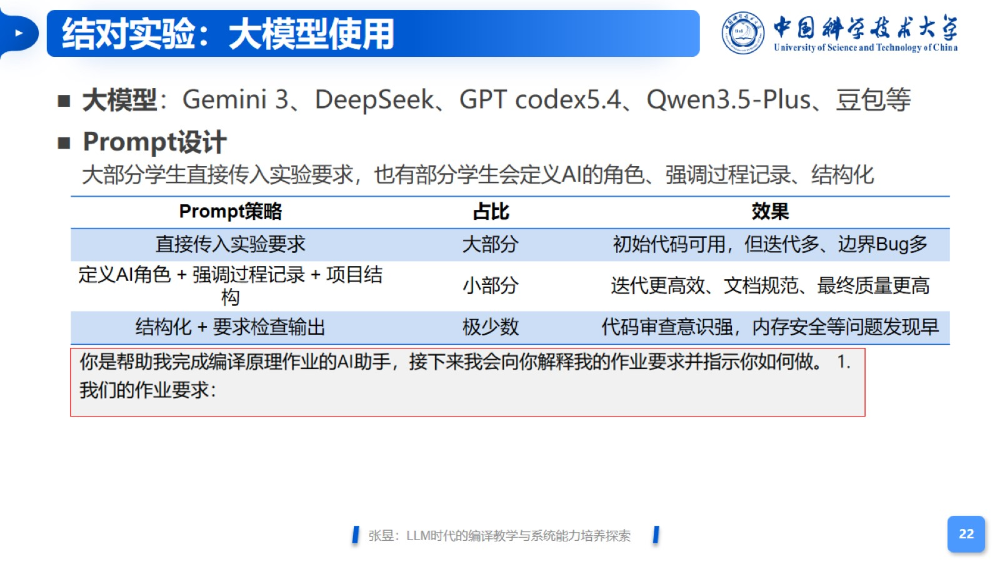 结对实验：大模型使用
中国科学技术大学
University of Science and Technology of China
■ 大模型：Gemini 3、DeepSeek、GPT codex5.4、Qwen3.5-Plus、豆包等
■ Prompt设计
大部分学生直接传入实验要求，也有部分学生会定义AI的角色、强调过程记录、结构化
Prompt策略 占比 效果
直接传入实验要求 大部分 初始代码可用，但迭代多、边界Bug多
定义AI角色 + 强调过程记录 + 项目结
构 小部分 迭代更高效、文档规范、最终质量更高
结构化 + 要求检查输出 极少数 代码审查意识强，内存安全等问题发现早
你是帮助我完成编译原理作业的AI助手，接下来我会向你解释我的作业要求并指示你如何做。 1.
我们的作业要求：
张昱：LLM时代的编译教学与系统能力培养探索
22